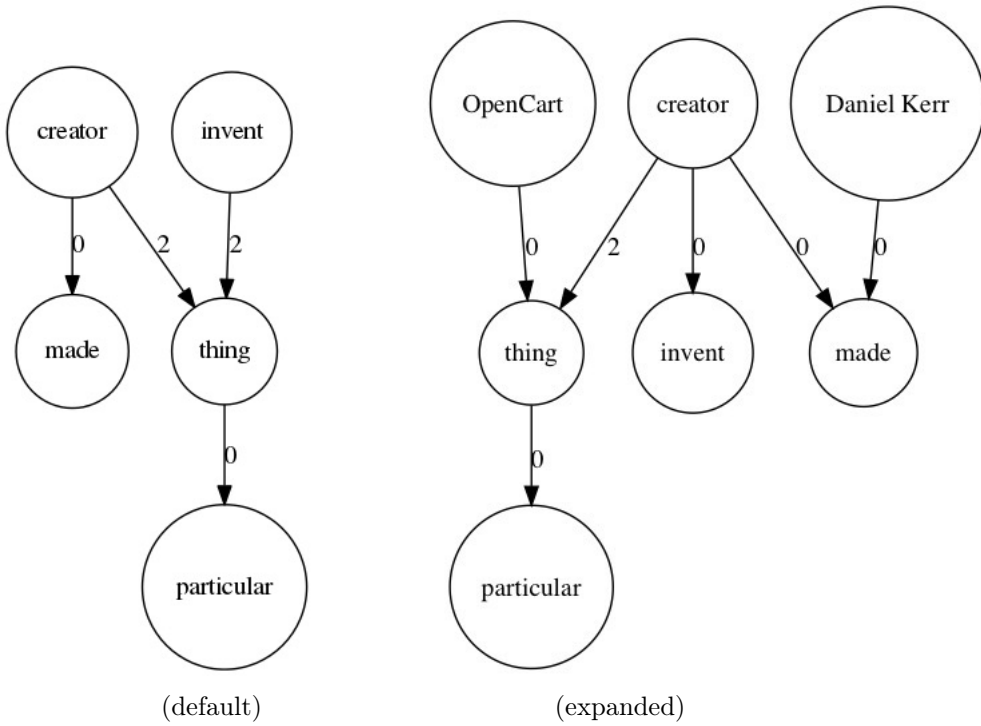 creator
invent
0
2
2
made
thing
0
particular
(default)
OpenCart
creator
Daniel Kerr
0
2
0
0
0
thing
invent
made
0
particular
(expanded)